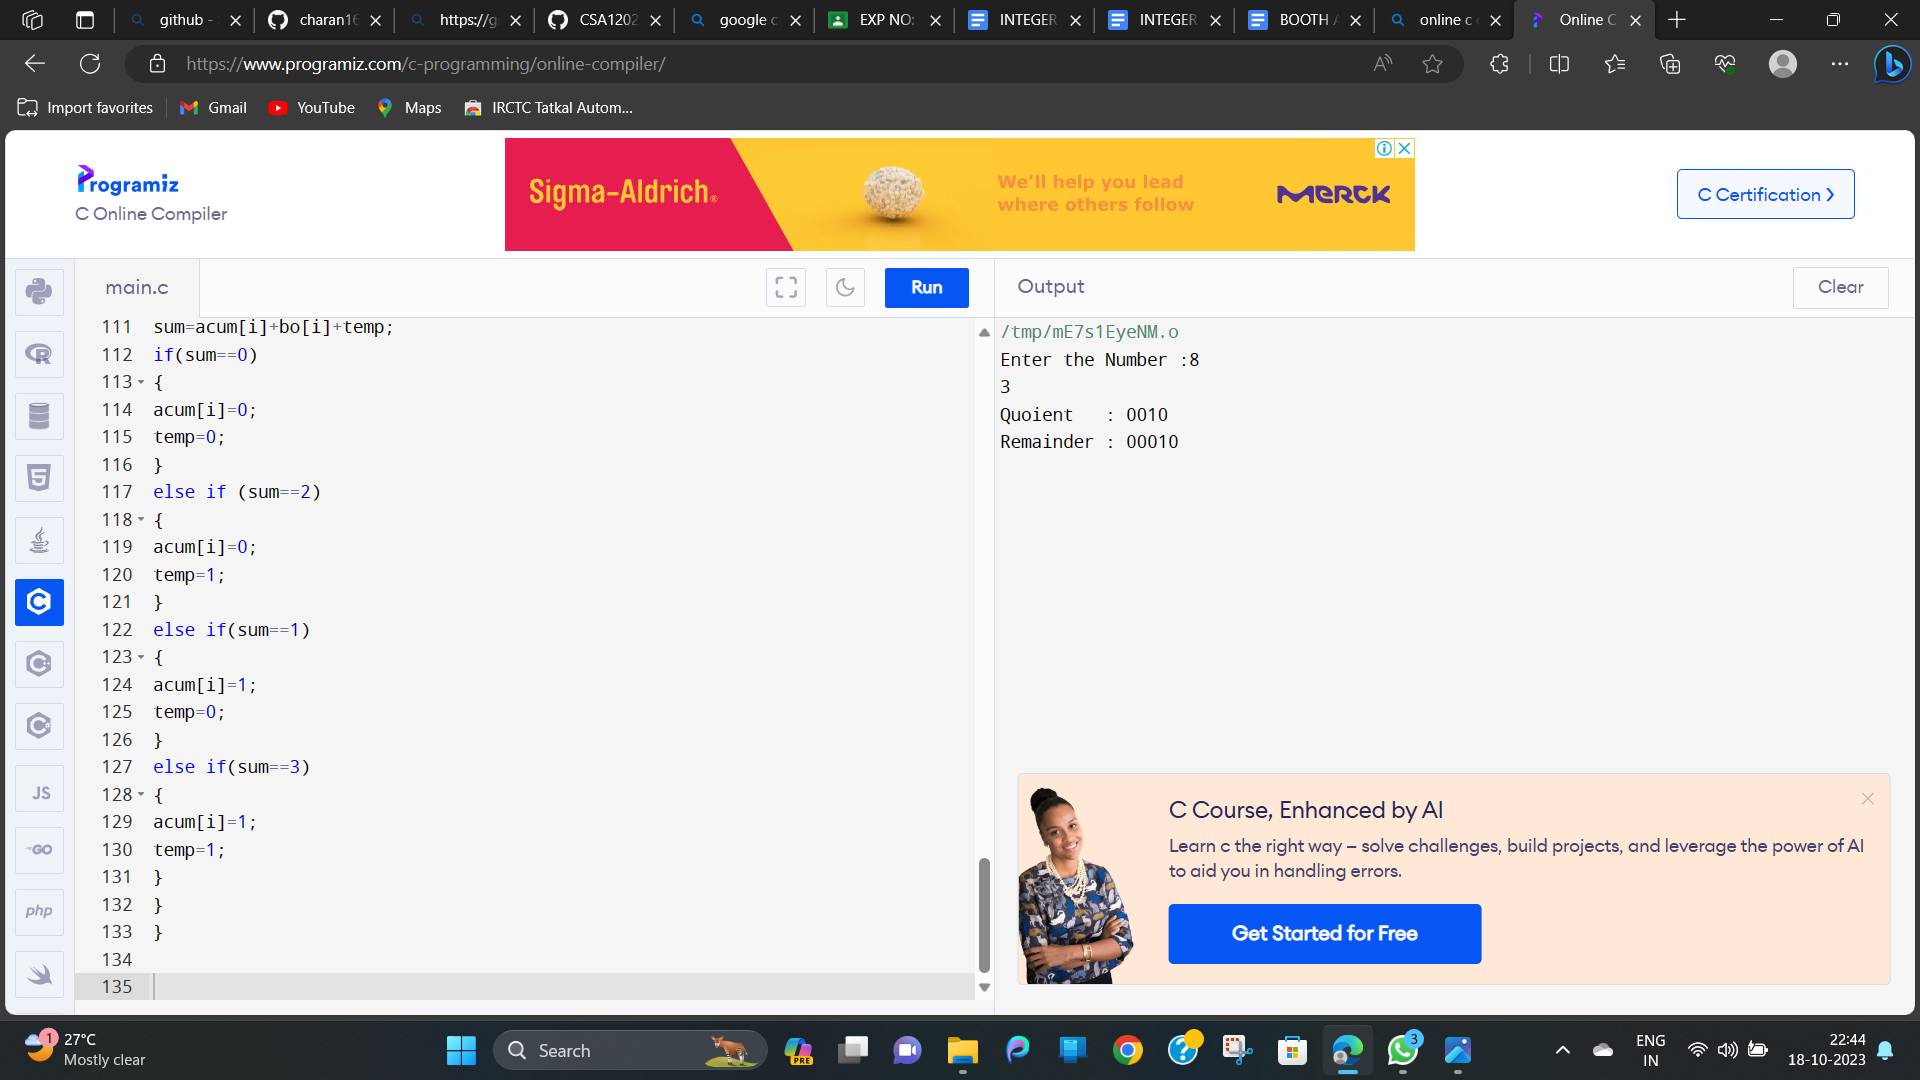 github -
charan16
https://g
CSA1202
google c
EXP NO:
INTEGER
INTEGER
BOOTH A
online c c
Online C
https://www.programiz.com/c-programming/online-compiler/
Import favorites
Gmail
YouTube
Maps
IRCTC Tatkal Autom...
Programiz
C Online Compiler
Sigma-Aldrich®
We'll help you lead
where others follow
MERCK
C Certification >
main.c
Run
Output
Clear
111 sum=acum[i]+bo[i]+temp;
112 if(sum==0)
113 {
114 acum[i]=0;
115 temp=0;
116 }
117 else if (sum==2)
118 {
119 acum[i]=0;
120 temp=1;
121 }
122 else if(sum==1)
123 {
124 acum[i]=1;
125 temp=0;
126 }
127 else if(sum==3)
128 {
129 acum[i]=1;
130 temp=1;
131 }
132 }
133 }
134
135
/tmp/mE7s1EyeNM.o
Enter the Number :8
3
Quoient   : 0010
Remainder : 00010
JS
GO
php
C Course, Enhanced by AI
Learn c the right way – solve challenges, build projects, and leverage the power of AI
to aid you in handling errors.
Get Started for Free
1
27°C
Mostly clear
Search
PRE
3
ENG
IN
22:44
18-10-2023